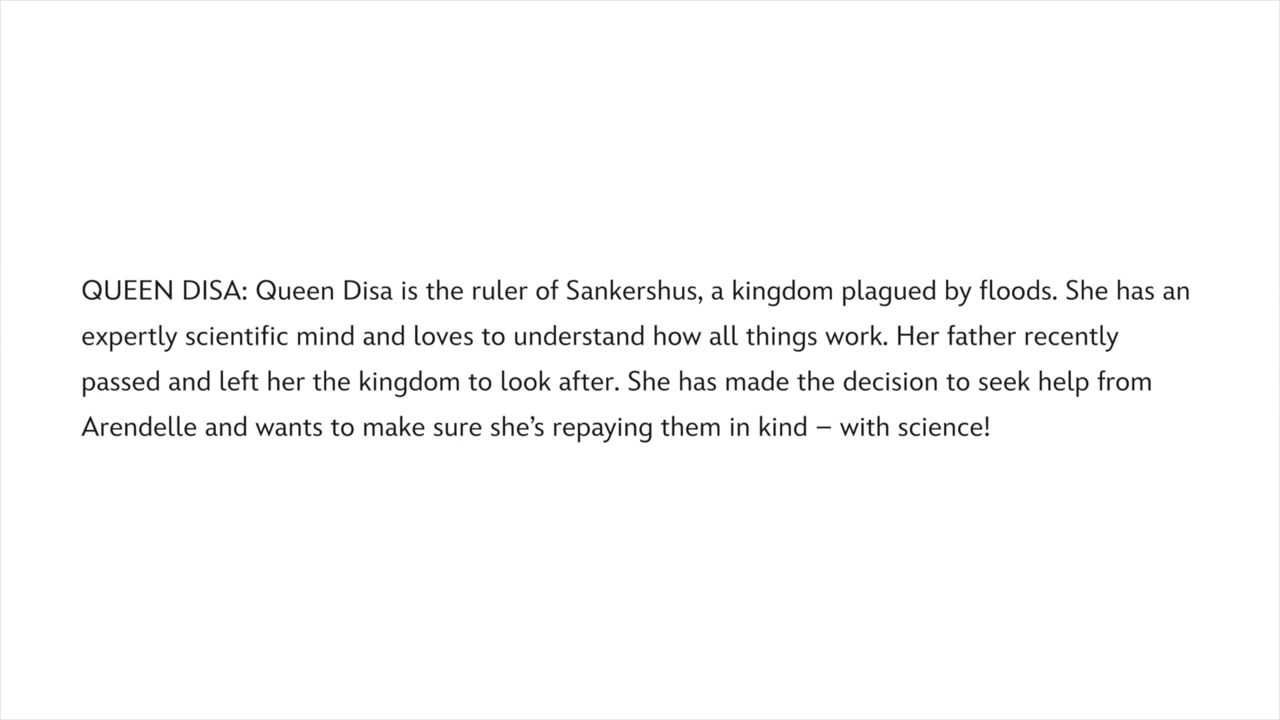 QUEEN DISA: Queen Disa is the ruler of Sankershus, a kingdom plagued by floods. She has an
expertly scientific mind and loves to understand how all things work. Her father recently
passed and left her the kingdom to look after. She has made the decision to seek help from
Arendelle and wants to make sure she’s repaying them in kind – with science!